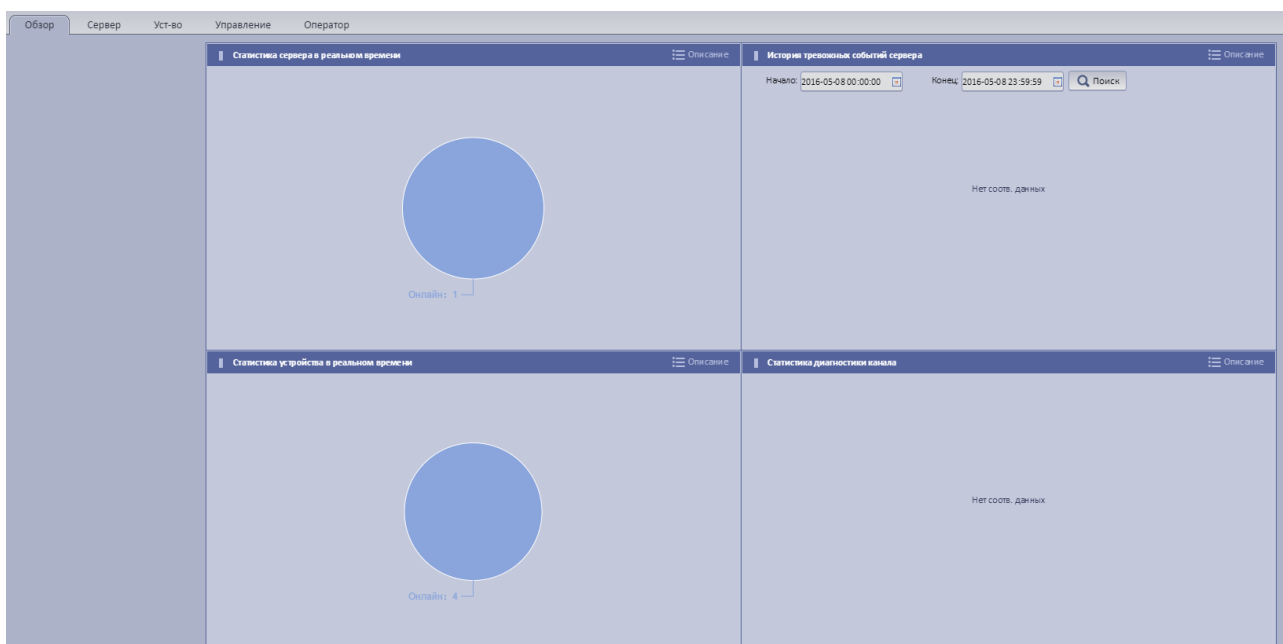 Обзор Сервер Уст-во Управление Оператор
Статистика сервера в реальном времени Описание
История тревожных событий сервера Описание
Начало: 2016-05-08 00:00:00 Конец: 2016-05-08 23:59:59 Поиск
Нет соотв. данных
Онлайн: 1
Статистика устройства в реальном времени Описание
Статистика диагностики канала Описание
Нет соотв. данных
Онлайн: 4